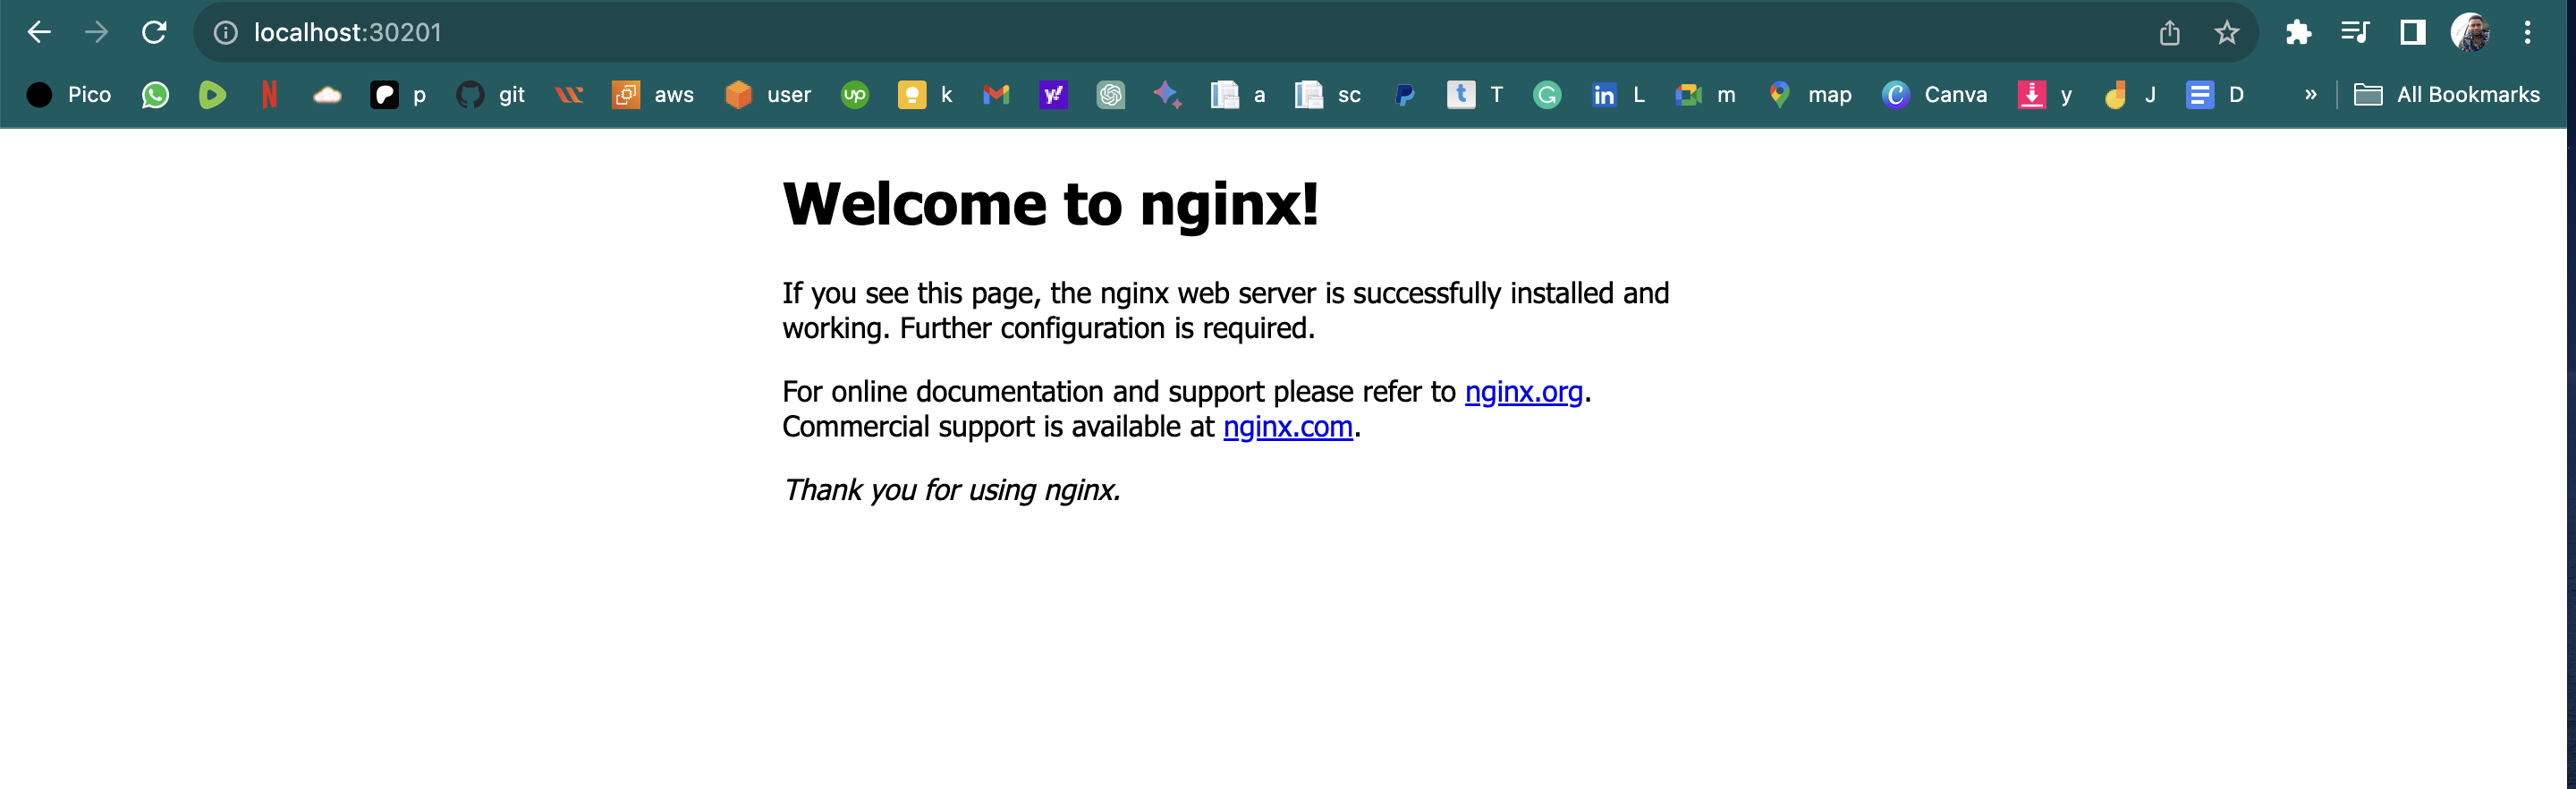 localhost:30201
Pico p git aws user up k y! a sc t T G in L m map C Canva y J D » All Bookmarks
Welcome to nginx!
If you see this page, the nginx web server is successfully installed and
working. Further configuration is required.
For online documentation and support please refer to nginx.org.
Commercial support is available at nginx.com.
Thank you for using nginx.